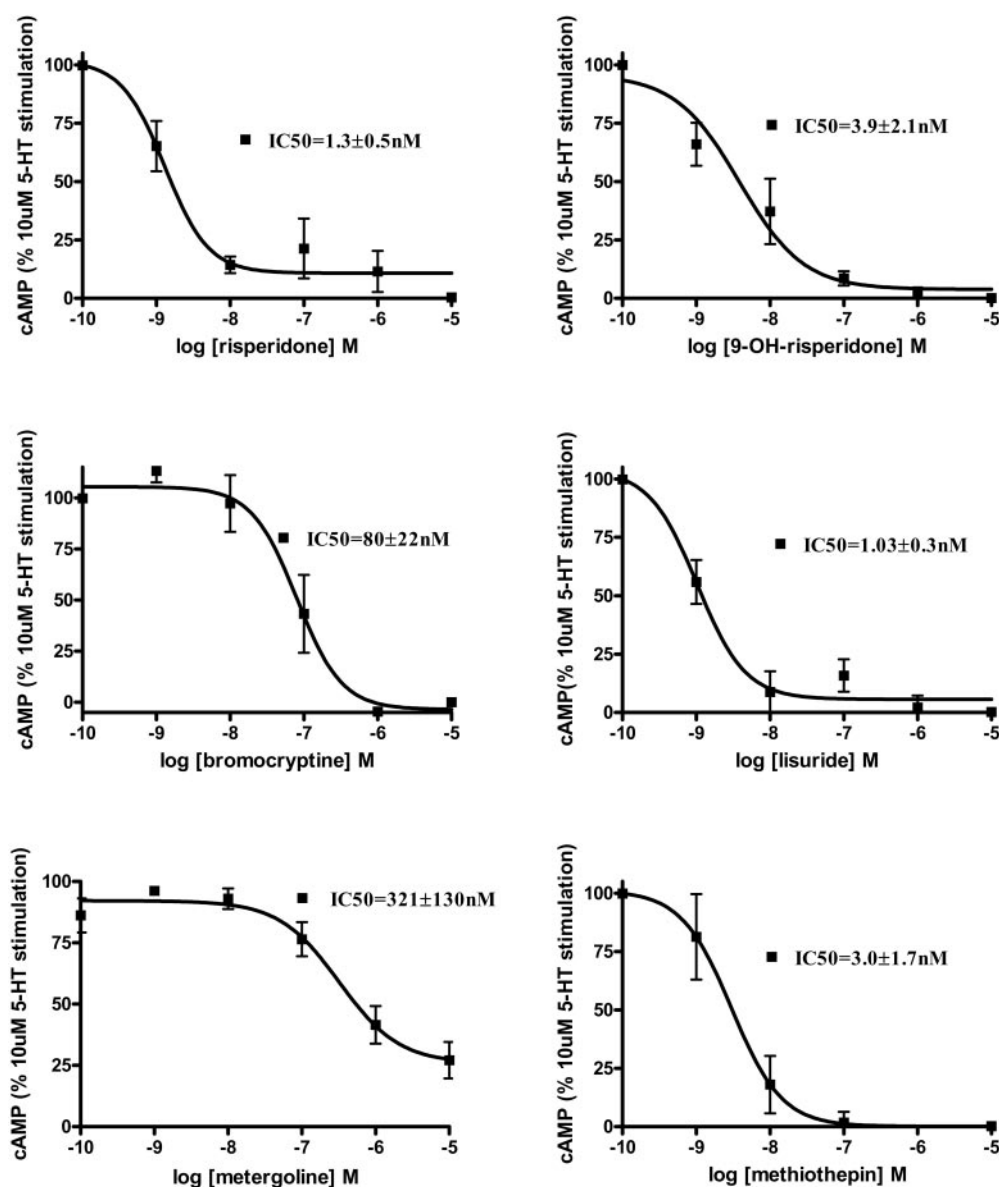 cAMP (% 10uM 5-HT stimulation)
100
75
50
25
0
IC50=1.3±0.5nM
-10 -9 -8 -7 -6 -5
log [risperidone] M
cAMP (% 10uM 5-HT stimulation)
100
75
50
25
0
IC50=3.9±2.1nM
-10 -9 -8 -7 -6 -5
log [9-OH-risperidone] M
cAMP (% 10uM 5-HT stimulation)
100
75
50
25
0
IC50=80±22nM
-10 -9 -8 -7 -6 -5
log [bromocryptine] M
cAMP(% 10uM 5-HT stimulation)
100
75
50
25
0
IC50=1.03±0.3nM
-10 -9 -8 -7 -6 -5
log [lisuride] M
cAMP (% 10uM 5-HT stimulation)
100
75
50
25
0
IC50=321±130nM
-10 -9 -8 -7 -6 -5
log [metergoline] M
cAMP (% 10uM 5-HT stimulation)
100
75
50
25
0
IC50=3.0±1.7nM
-10 -9 -8 -7 -6 -5
log [methiothepin] M